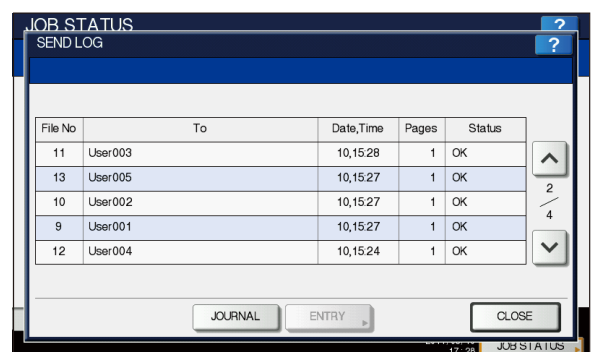 JOB STATUS ?
SEND LOG ?
File No To Date,Time Pages Status
11 User003 10,15:28 1 OK
13 User005 10,15:27 1 OK
10 User002 10,15:27 1 OK
9 User001 10,15:27 1 OK
12 User004 10,15:24 1 OK
2
4
JOURNAL ENTRY CLOSE
17:28 JOB STATUS